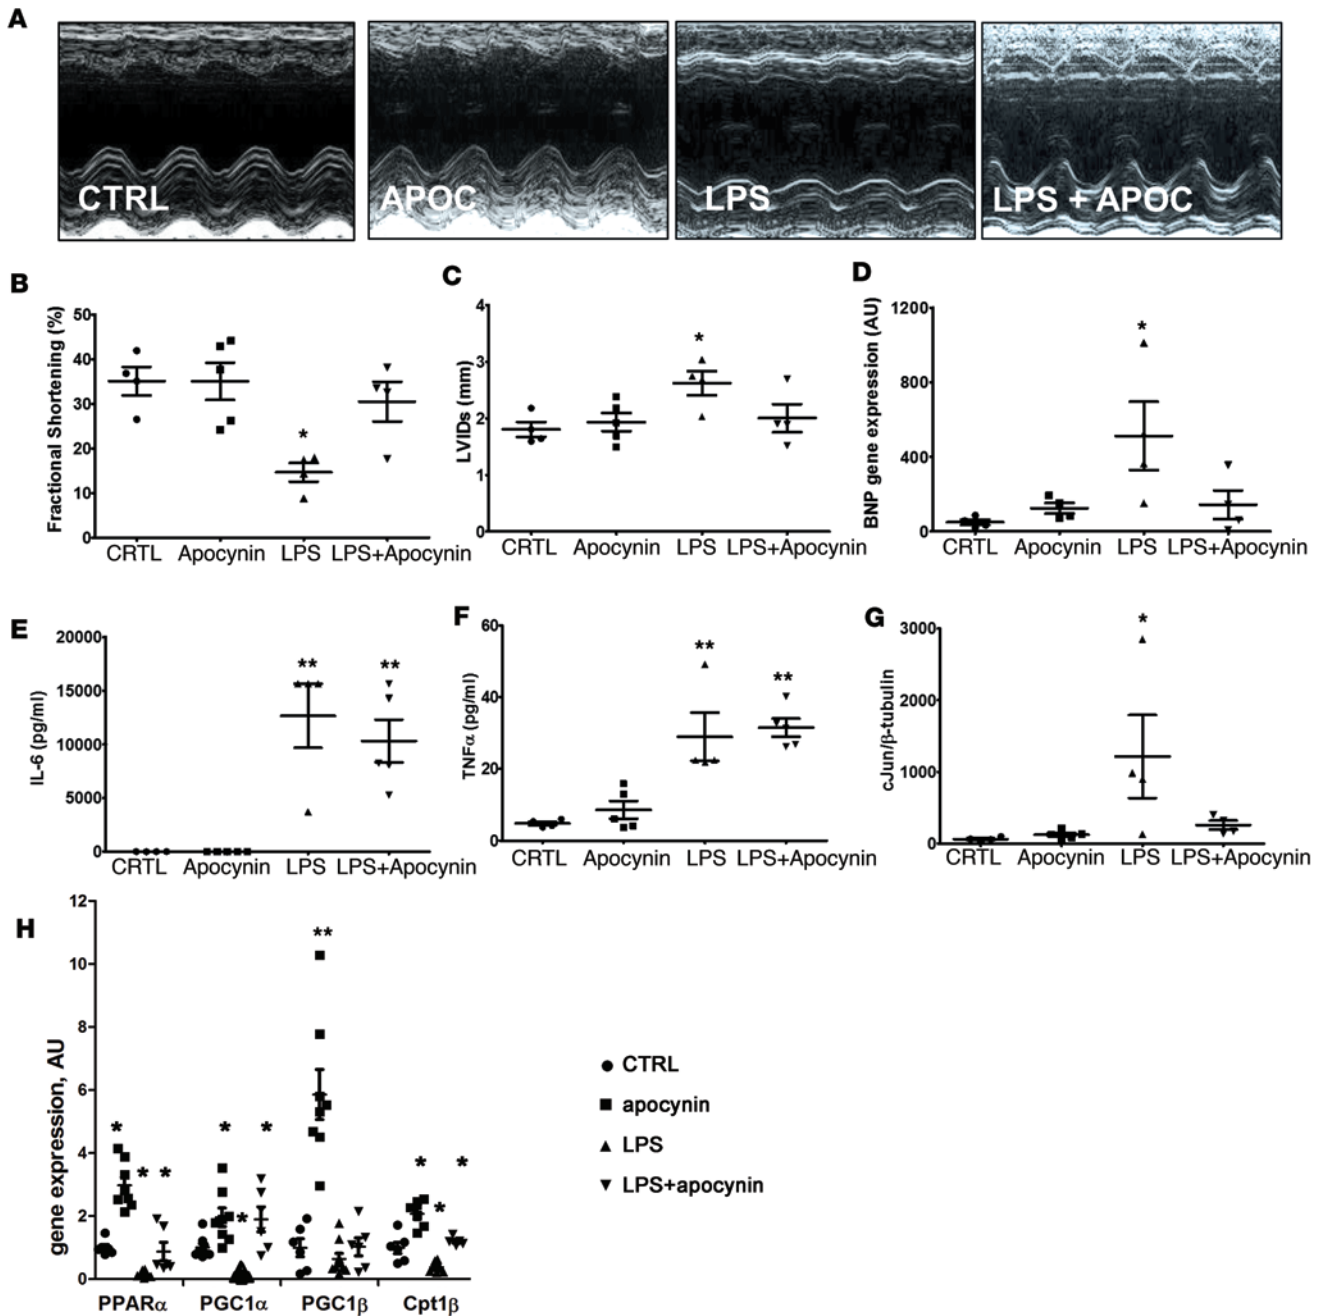 A
CTRL
APOC
LPS
LPS + APOC
B
Fractional Shortening (%)
50
40
30
20
10
0
*
CRTL Apocynin LPS LPS+Apocynin
C
LVIDs (mm)
4
3
2
1
0
*
CRTL Apocynin LPS LPS+Apocynin
D
BNP gene expression (AU)
1200
800
400
0
*
CRTL Apocynin LPS LPS+Apocynin
E
IL-6 (pg/ml)
20000
15000
10000
5000
0
** **
CRTL Apocynin LPS LPS+Apocynin
F
TNFα (pg/ml)
60
40
20
0
** **
CRTL Apocynin LPS LPS+Apocynin
G
cJun/β-tubulin
3000
2000
1000
0
*
CRTL Apocynin LPS LPS+Apocynin
H
gene expression, AU
12
10
8
6
4
2
0
* * * * * * ** * * *
PPARα PGC1α PGC1β Cpt1β
CTRL
apocynin
LPS
LPS+apocynin